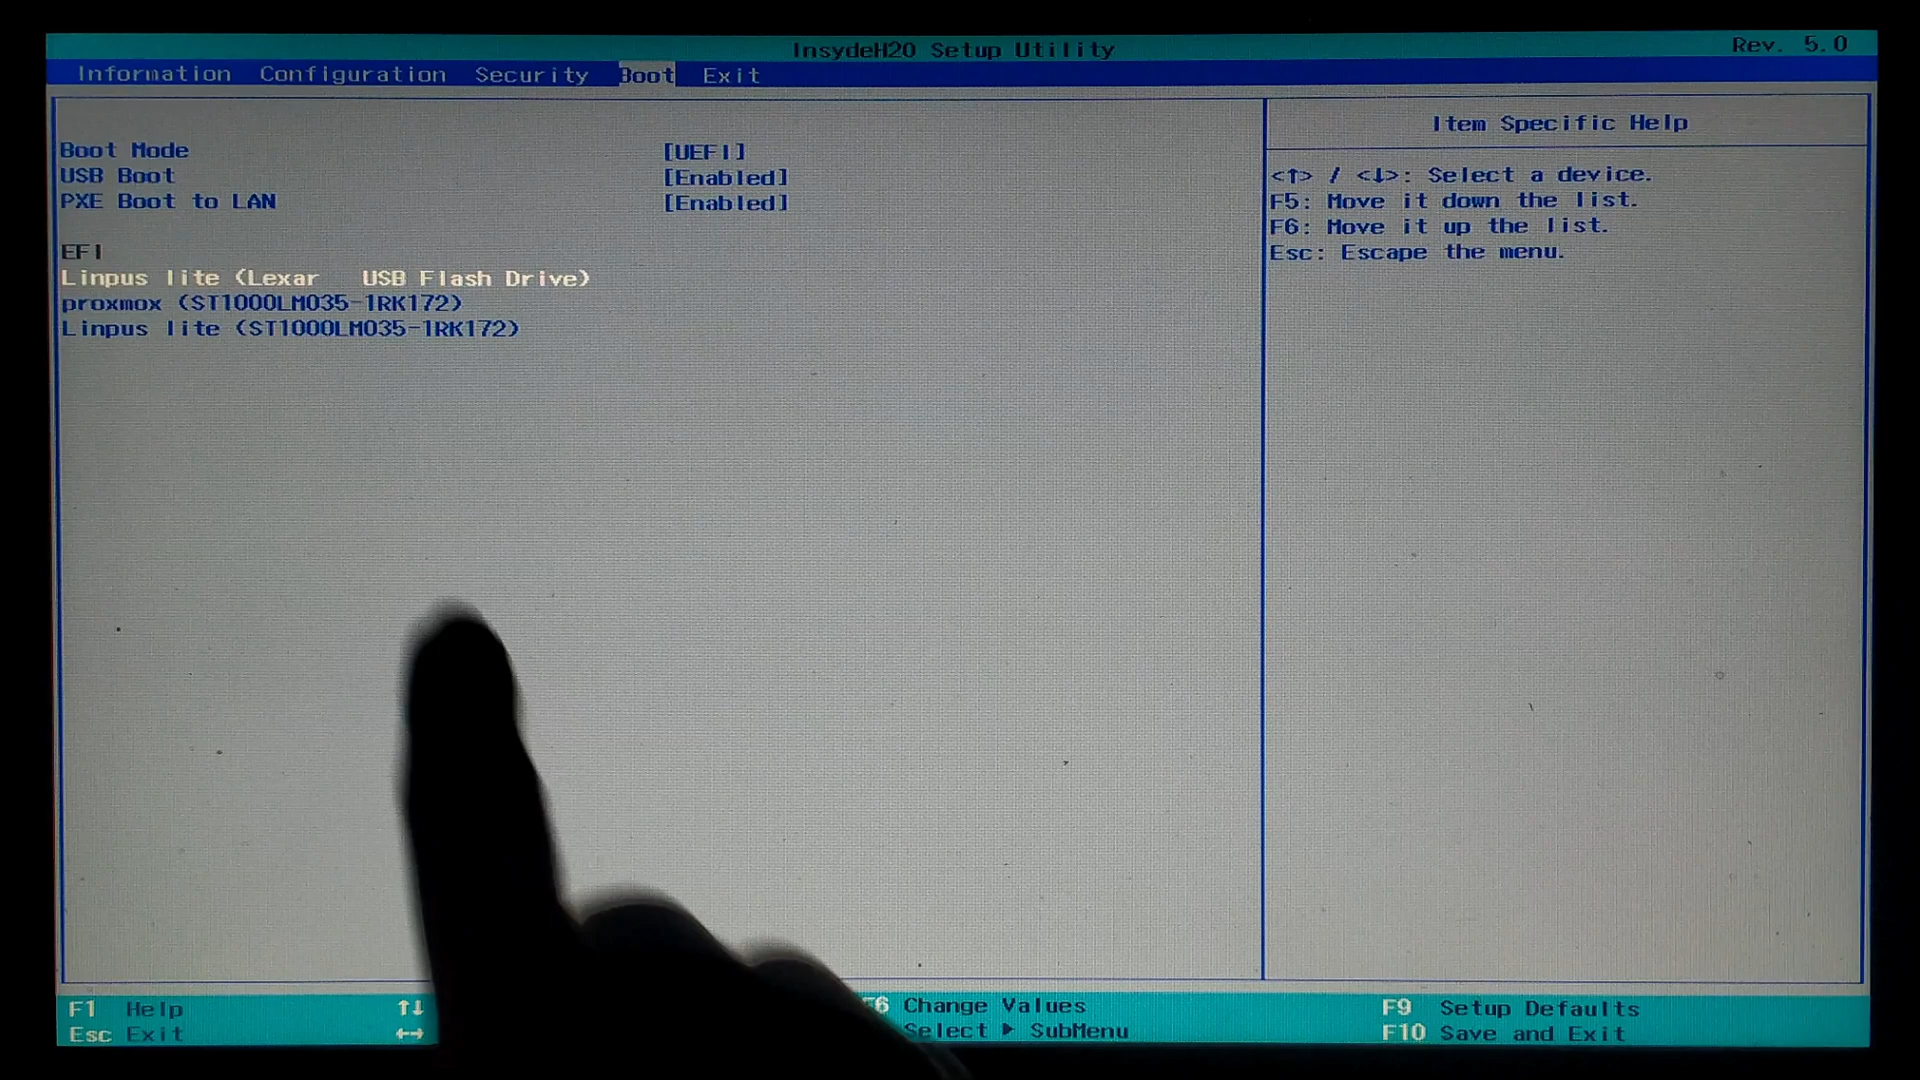 InsydeH20 Setup Utility Rev. 5.0
Information Configuration Security Boot Exit
Item Specific Help
Boot Mode [UEFI]
USB Boot [Enabled]
PXE Boot to LAN [Enabled]
EFI
Linpus lite (Lexar USB Flash Drive)
proxmox (ST1000LM035-1RK172)
Linpus lite (ST1000LM035-1RK172)
<↑> / <↓>: Select a device.
F5: Move it down the list.
F6: Move it up the list.
Esc: Escape the menu.
F1 Help ↑↓ F6 Change Values F9 Setup Defaults
Esc Exit ↔ Select ▶ SubMenu F10 Save and Exit